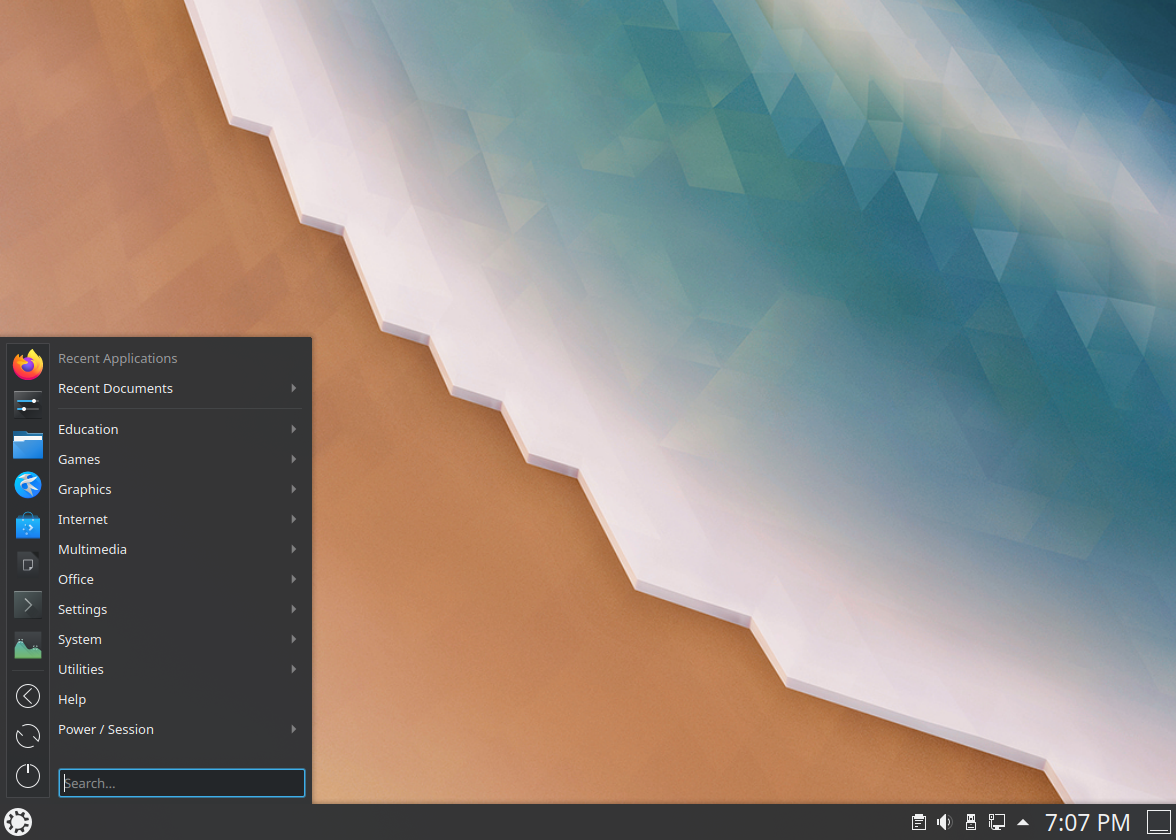 Recent Applications
Recent Documents
Education
Games
Graphics
Internet
Multimedia
Office
Settings
System
Utilities
Help
Power / Session
Search...
7:07 PM